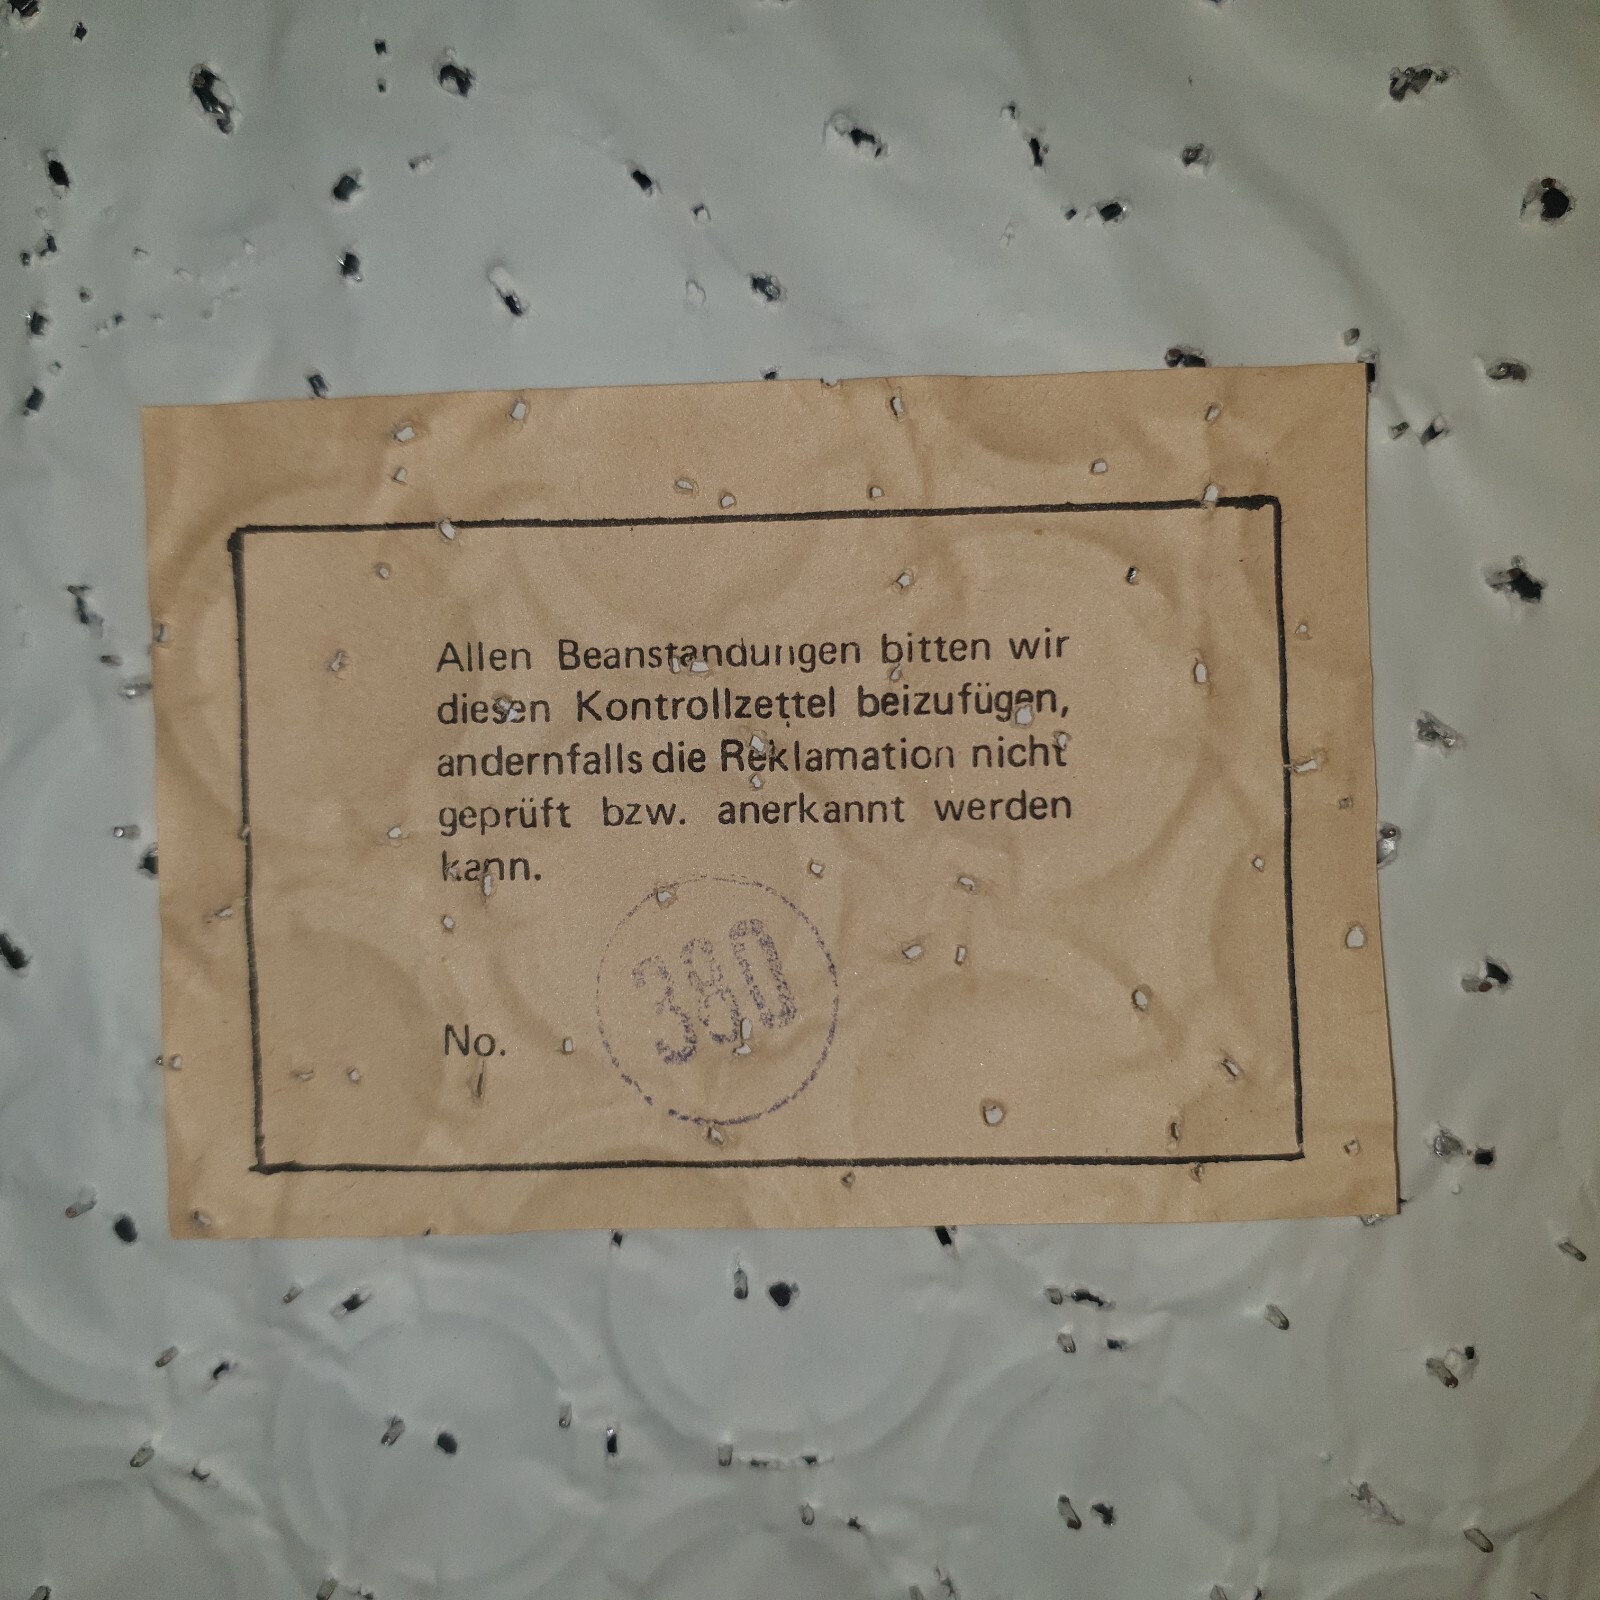 Allen Beanstandungen bitten wir
diesen Kontrollzettel beizufügen,
andernfalls die Reklamation nicht
geprüft bzw. anerkannt werden
kann.
No. 380